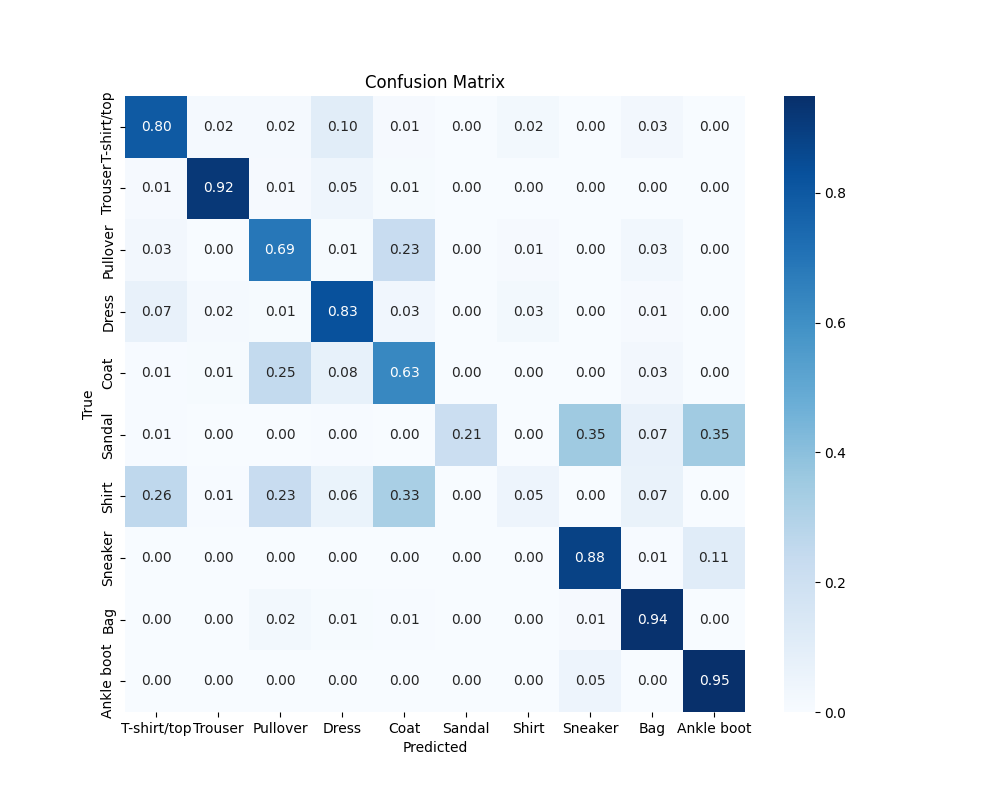 Confusion Matrix
True
T-shirt/top 0.80 0.02 0.02 0.10 0.01 0.00 0.02 0.00 0.03 0.00
Trouser 0.01 0.92 0.01 0.05 0.01 0.00 0.00 0.00 0.00 0.00
Pullover 0.03 0.00 0.69 0.01 0.23 0.00 0.01 0.00 0.03 0.00
Dress 0.07 0.02 0.01 0.83 0.03 0.00 0.03 0.00 0.01 0.00
Coat 0.01 0.01 0.25 0.08 0.63 0.00 0.00 0.00 0.03 0.00
Sandal 0.01 0.00 0.00 0.00 0.00 0.21 0.00 0.35 0.07 0.35
Shirt 0.26 0.01 0.23 0.06 0.33 0.00 0.05 0.00 0.07 0.00
Sneaker 0.00 0.00 0.00 0.00 0.00 0.00 0.00 0.88 0.01 0.11
Bag 0.00 0.00 0.02 0.01 0.01 0.00 0.00 0.01 0.94 0.00
Ankle boot 0.00 0.00 0.00 0.00 0.00 0.00 0.00 0.05 0.00 0.95
T-shirt/top Trouser Pullover Dress Coat Sandal Shirt Sneaker Bag Ankle boot
Predicted
0.8
0.6
0.4
0.2
0.0